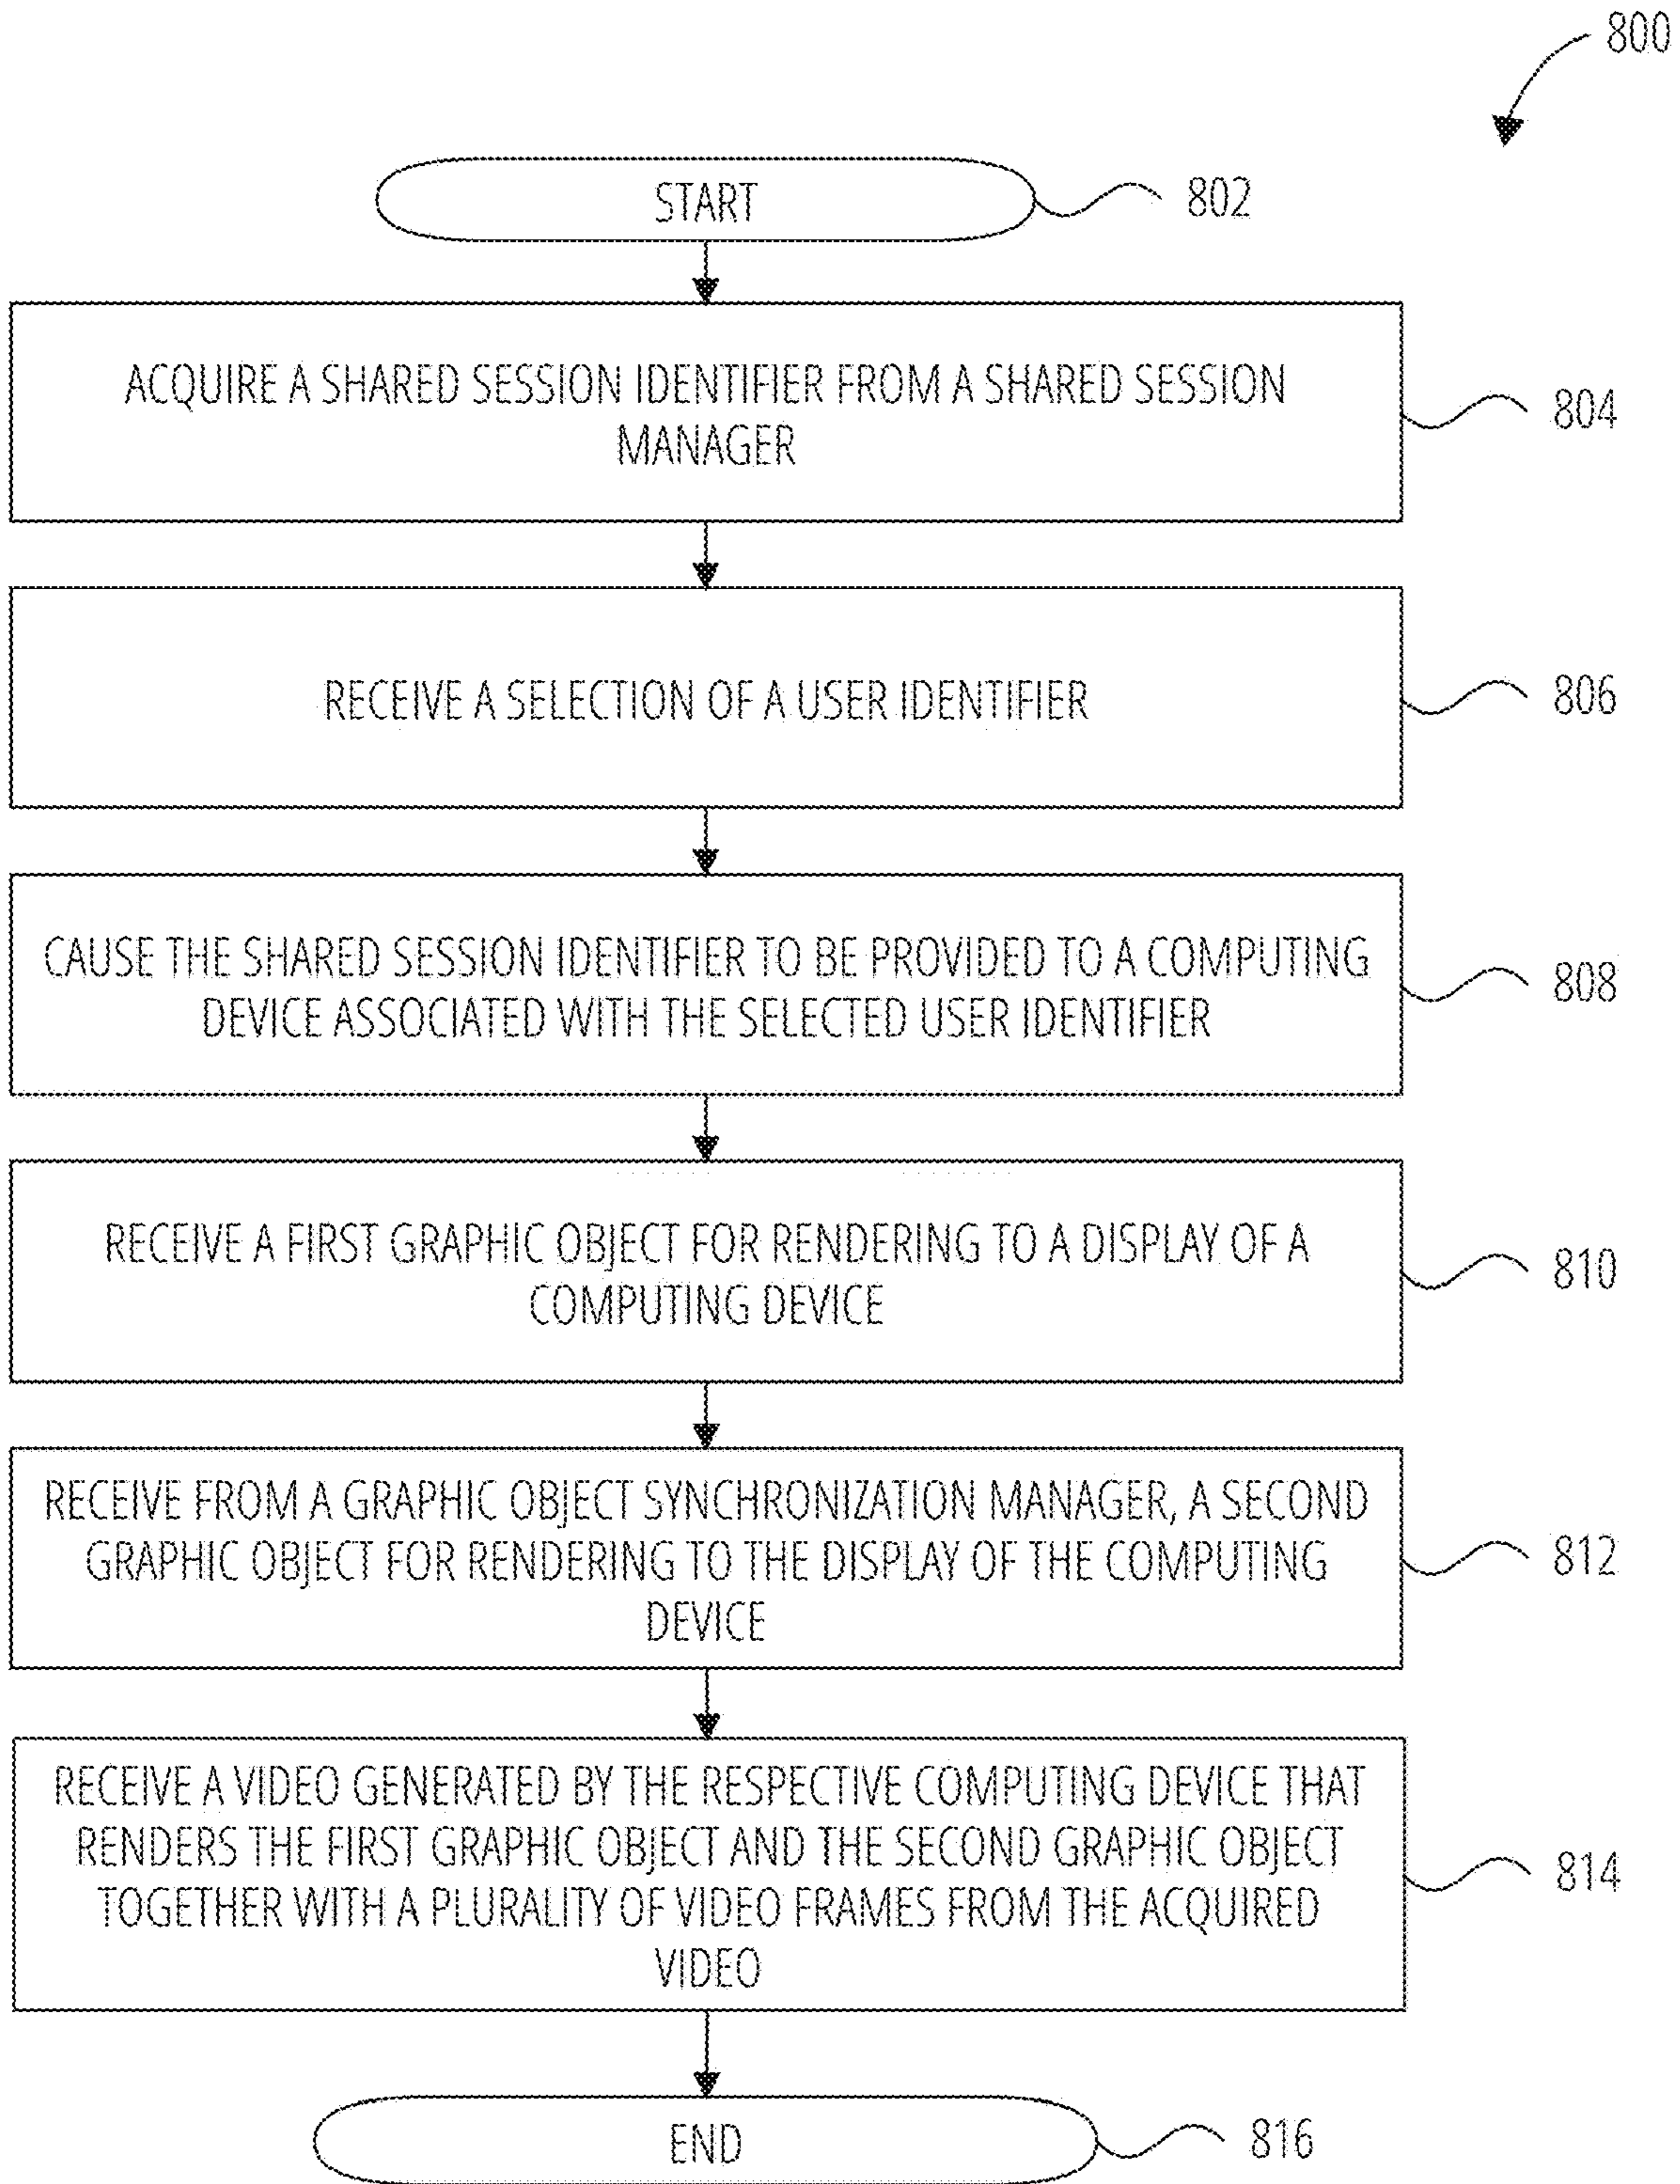 800
START
802
ACQUIRE A SHARED SESSION IDENTIFIER FROM A SHARED SESSION
MANAGER
804
RECEIVE A SELECTION OF A USER IDENTIFIER
806
CAUSE THE SHARED SESSION IDENTIFIER TO BE PROVIDED TO A COMPUTING
DEVICE ASSOCIATED WITH THE SELECTED USER IDENTIFIER
808
RECEIVE A FIRST GRAPHIC OBJECT FOR RENDERING TO A DISPLAY OF A
COMPUTING DEVICE
810
RECEIVE FROM A GRAPHIC OBJECT SYNCHRONIZATION MANAGER, A SECOND
GRAPHIC OBJECT FOR RENDERING TO THE DISPLAY OF THE COMPUTING
DEVICE
812
RECEIVE A VIDEO GENERATED BY THE RESPECTIVE COMPUTING DEVICE THAT
RENDERS THE FIRST GRAPHIC OBJECT AND THE SECOND GRAPHIC OBJECT
TOGETHER WITH A PLURALITY OF VIDEO FRAMES FROM THE ACQUIRED
VIDEO
814
END
816